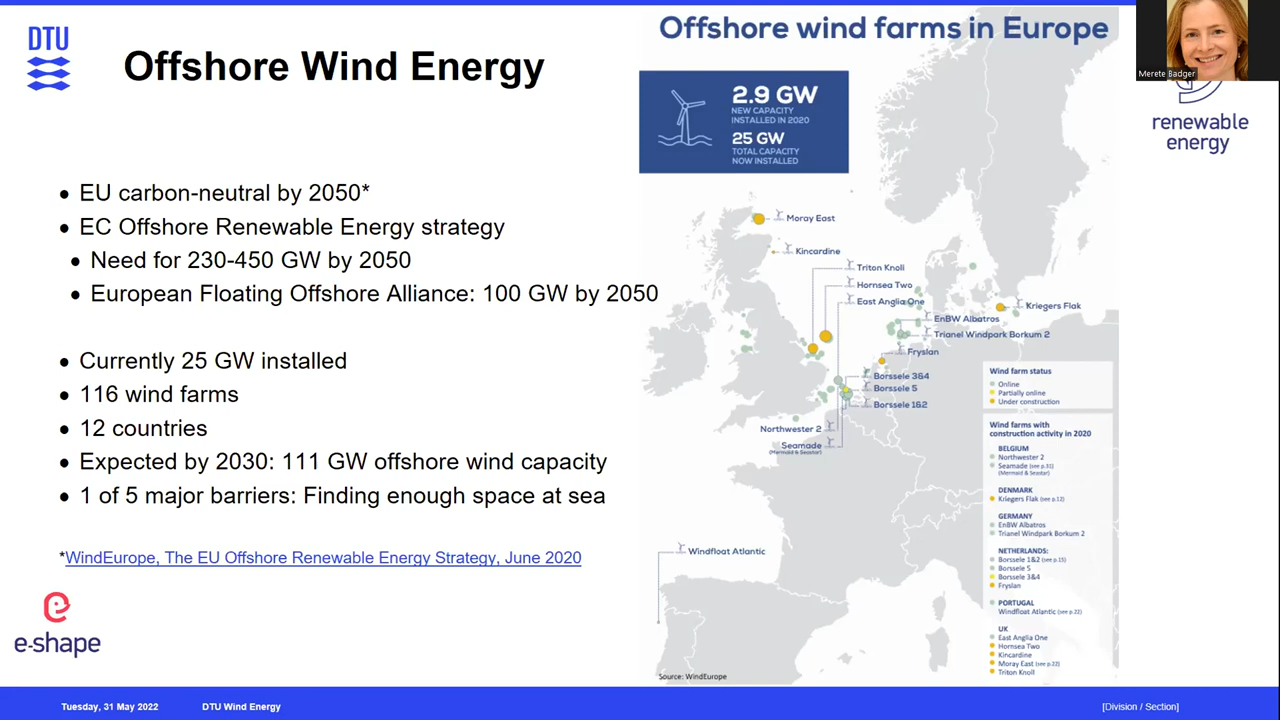 DTU
Offshore Wind Energy
• EU carbon-neutral by 2050*
• EC Offshore Renewable Energy strategy
• Need for 230-450 GW by 2050
• European Floating Offshore Alliance: 100 GW by 2050
• Currently 25 GW installed
• 116 wind farms
• 12 countries
• Expected by 2030: 111 GW offshore wind capacity
• 1 of 5 major barriers: Finding enough space at sea
*WindEurope, The EU Offshore Renewable Energy Strategy, June 2020
e-shape
Offshore wind farms in Europe
2.9 GW
NEW CAPACITY
INSTALLED IN 2020
25 GW
TOTAL CAPACITY
NOW INSTALLED
Moray East
Kincardine
Triton Knoll
Hornsea Two
East Anglia One
Kriegers Flak
EnBW Albatros
Trianel Windpark Borkum 2
Fryslan
Borssele 3&4
Borssele 5
Borssele 1&2
Northwester 2
Seamade
(Mermaid & Seastar)
Windfloat Atlantic
Source: WindEurope
Wind farm status
Online
Partially online
Under construction
Wind farms with
construction activity in 2020
BELGIUM
Northwester 2
Seamade (see p.31)
(Mermaid & Seastar)
DENMARK
Kriegers Flak (see p.12)
GERMANY
EnBW Albatros
Trianel Windpark Borkum 2
NETHERLANDS:
Borssele 1&2 (see p.15)
Borssele 5
Borssele 3&4
Fryslan
PORTUGAL
Windfloat Atlantic (see p.22)
UK
East Anglia One
Hornsea Two
Kincardine
Moray East (see p.22)
Triton Knoll
Merete Badger
renewable
energy
Tuesday, 31 May 2022
DTU Wind Energy
[Division / Section]